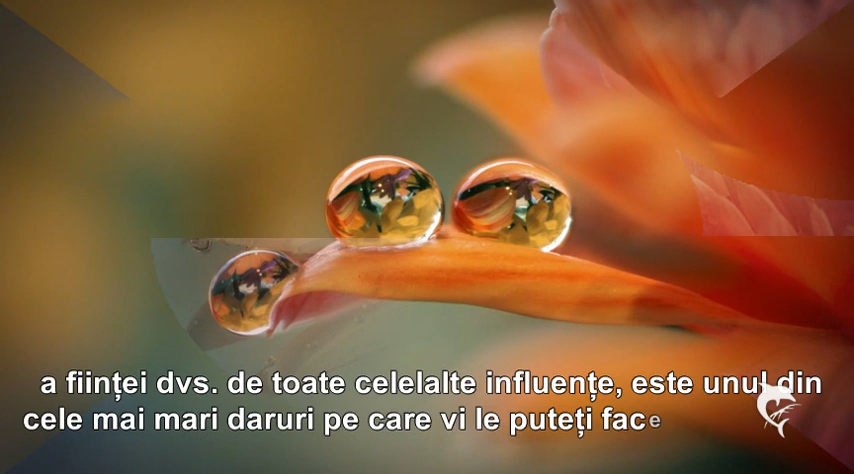 a ființei dvs. de toate celelalte influențe, este unul din
cele mai mari daruri pe care vi le puteți face